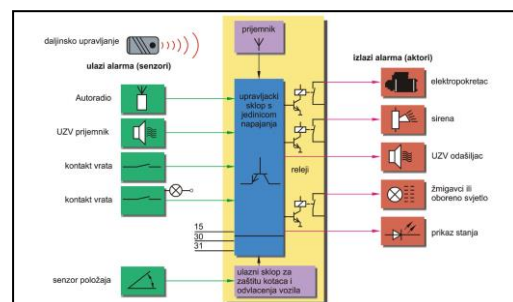 daljinsko upravljanje
ulazi alarma (senzori)
prijemnik
izlazi alarma (aktori)
Autoradio
UZV prijemnik
kontakt vrata
kontakt vrata
upravljacki
sklop s
jedinicom
napajanja
releji
elektropokretac
sirena
UZV odašiljac
žmigavci ili
oboreno svjetlo
prikaz stanja
15
30
31
senzor položaja
ulazni sklop za
zaštitu kotaca i
odvlacenja vozila